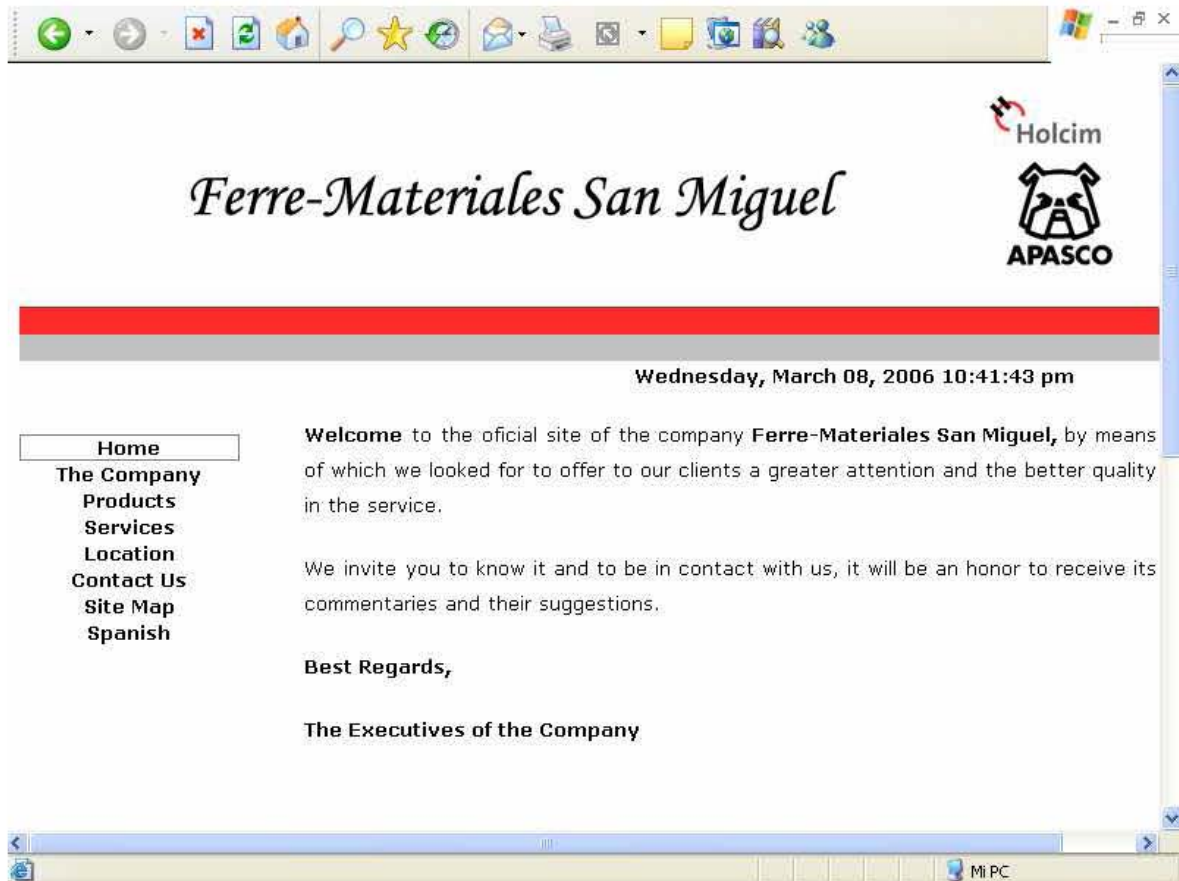 Holcim
Ferre-Materiales San Miguel
APASCO
Wednesday, March 08, 2006 10:41:43 pm
Home
The Company
Products
Services
Location
Contact Us
Site Map
Spanish
Welcome to the oficial site of the company Ferre-Materiales San Miguel, by means
of which we looked for to offer to our clients a greater attention and the better quality
in the service.
We invite you to know it and to be in contact with us, it will be an honor to receive its
commentaries and their suggestions.
Best Regards,
The Executives of the Company
Mi PC